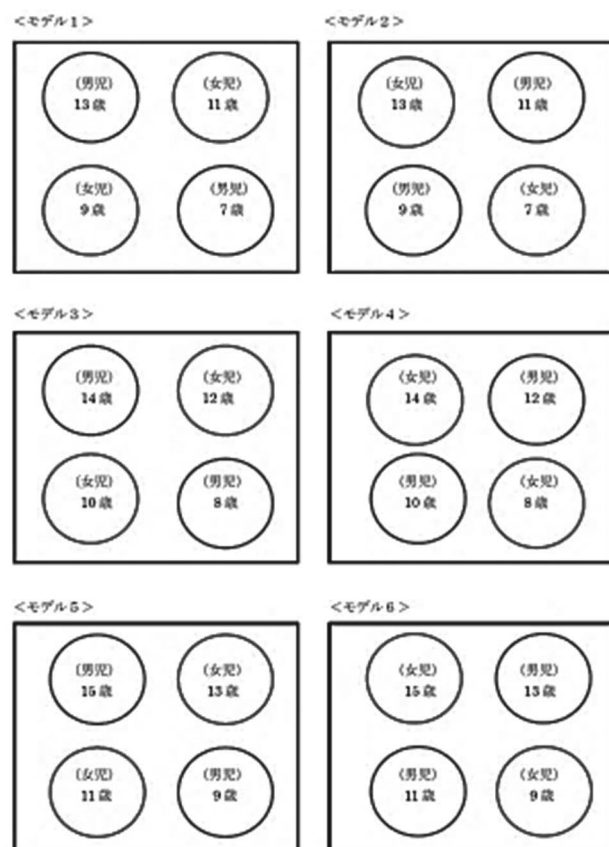 <モデル1>
(男児)
13歳
(女児)
11歳
(女児)
9歳
(男児)
7歳
<モデル2>
(女児)
13歳
(男児)
11歳
(男児)
9歳
(女児)
7歳
<モデル3>
(男児)
14歳
(女児)
12歳
(女児)
10歳
(男児)
8歳
<モデル4>
(女児)
14歳
(男児)
12歳
(男児)
10歳
(女児)
8歳
<モデル5>
(男児)
15歳
(女児)
13歳
(女児)
11歳
(男児)
9歳
<モデル6>
(女児)
15歳
(男児)
13歳
(男児)
11歳
(女児)
9歳